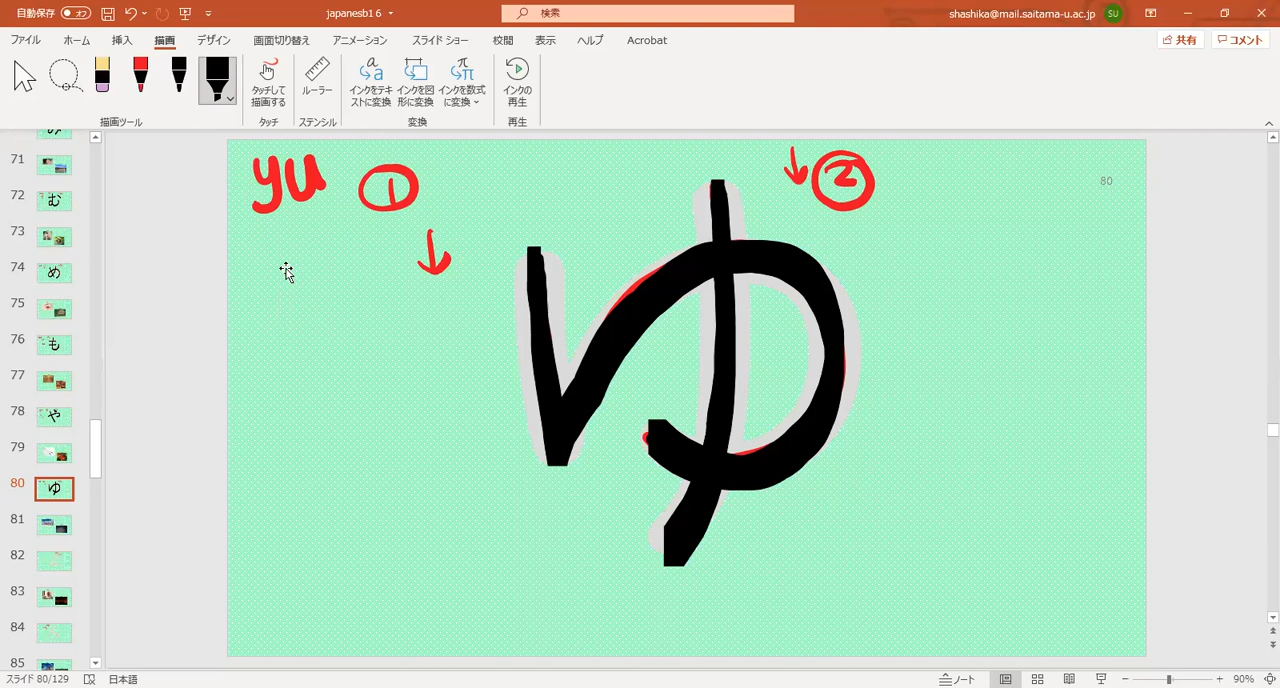 自動保存 オフ japanesb16 検索 shashika@mail.saitama-u.ac.jp SU
ファイル ホーム 挿入 描画 デザイン 画面切り替え アニメーション スライド ショー 校閲 表示 ヘルプ Acrobat 共有 コメント
タッチして描画する ルーラー インクをテキストに変換 インクを図形に変換 インクを数式に変換 インクの再生
描画ツール タッチ ステンシル 変換 再生
71
72 む
73
74 め
75
76 も
77
78 や
79
80 ゆ
81
82
83
84
85
yu ① ②
80
ゆ
スライド 80/129 日本語 ノート 90%